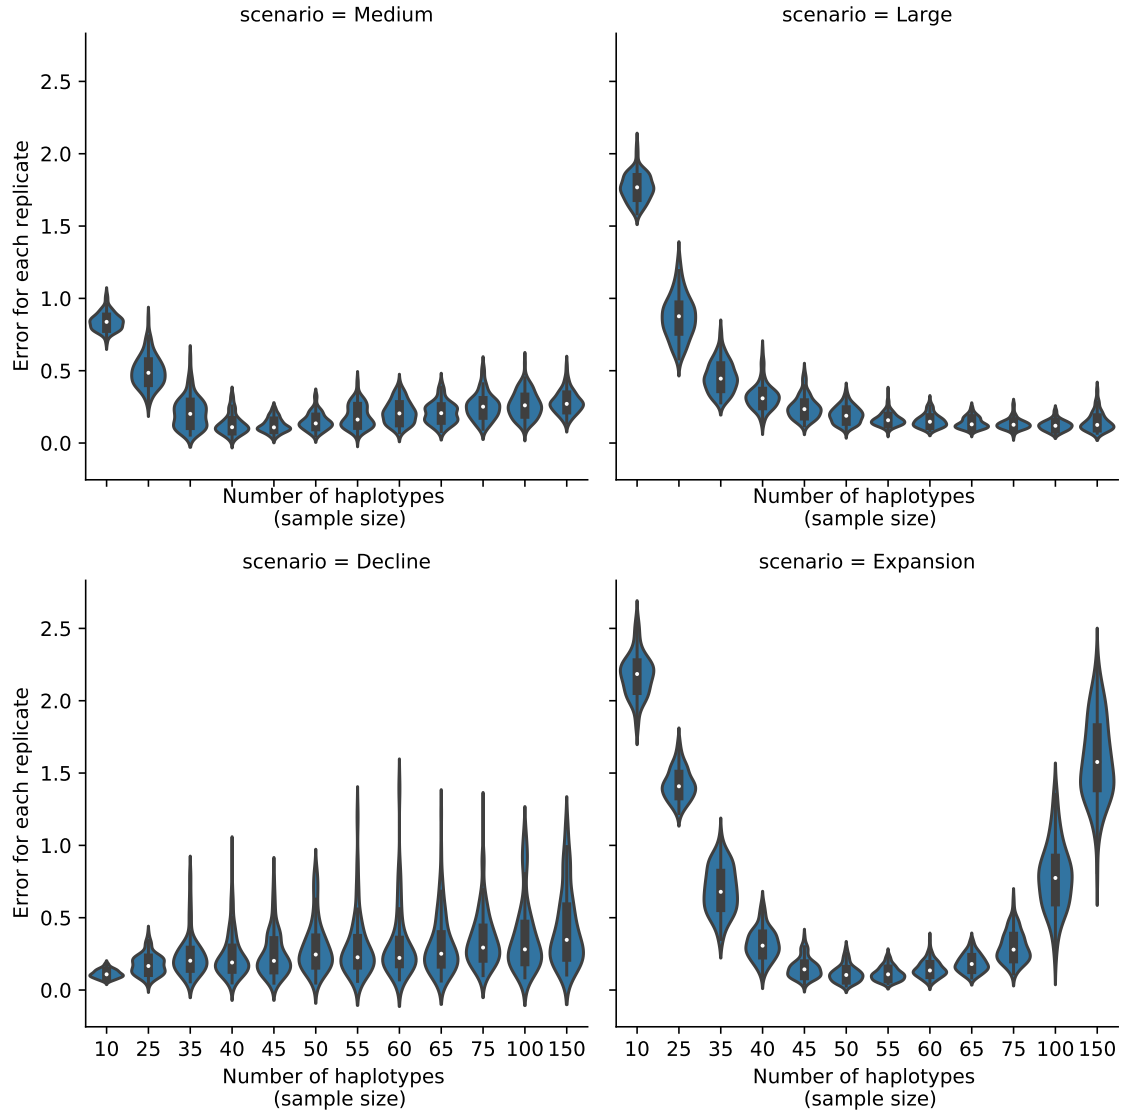 scenario = Medium
scenario = Large
Error for each replicate
2.5
2.0
1.5
1.0
0.5
0.0
Number of haplotypes
(sample size)
Number of haplotypes
(sample size)
scenario = Decline
scenario = Expansion
Error for each replicate
2.5
2.0
1.5
1.0
0.5
0.0
10 25 35 40 45 50 55 60 65 75 100 150
10 25 35 40 45 50 55 60 65 75 100 150
Number of haplotypes
(sample size)
Number of haplotypes
(sample size)